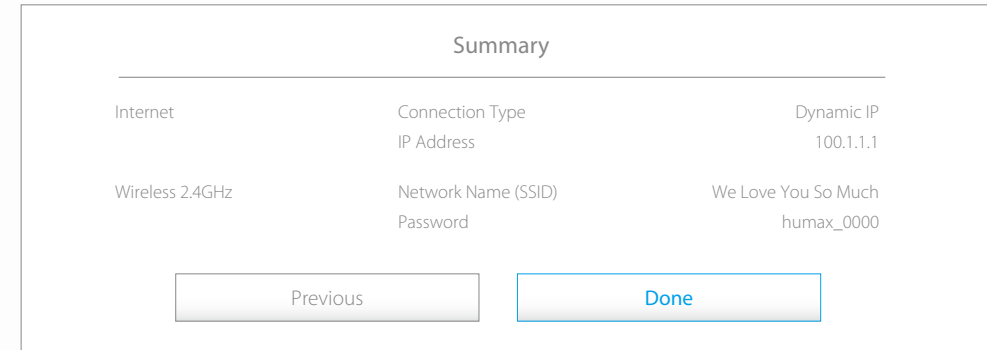 Summary
Internet Connection Type Dynamic IP
IP Address 100.1.1.1
Wireless 2.4GHz Network Name (SSID) We Love You So Much
Password humax_0000
Previous Done